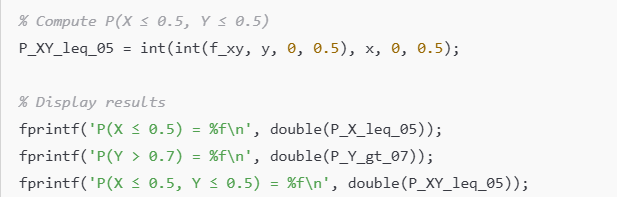 % Compute P(X ≤ 0.5, Y ≤ 0.5)
P_XY_leq_05 = int(int(f_xy, y, 0, 0.5), x, 0, 0.5);
% Display results
fprintf('P(X ≤ 0.5) = %f\n', double(P_X_leq_05));
fprintf('P(Y > 0.7) = %f\n', double(P_Y_gt_07));
fprintf('P(X ≤ 0.5, Y ≤ 0.5) = %f\n', double(P_XY_leq_05));